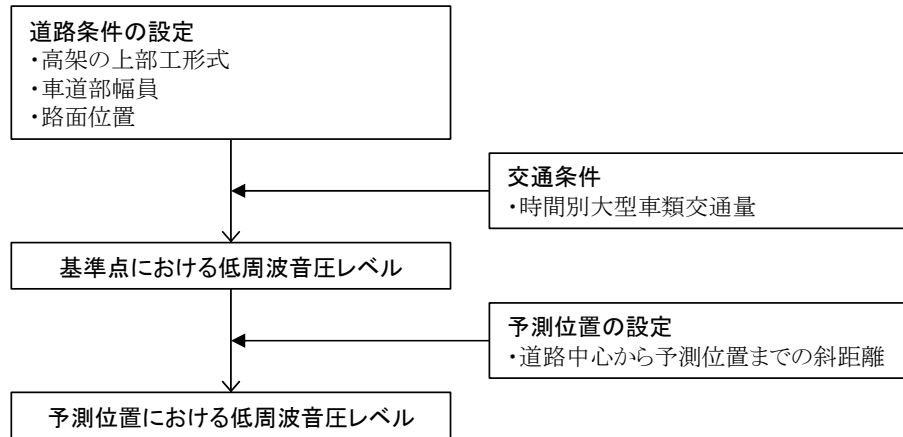 道路条件の設定
・高架の上部工形式
・車道部幅員
・路面位置
交通条件
・時間別大型車類交通量
基準点における低周波音圧レベル
予測位置の設定
・道路中心から予測位置までの斜距離
予測位置における低周波音圧レベル